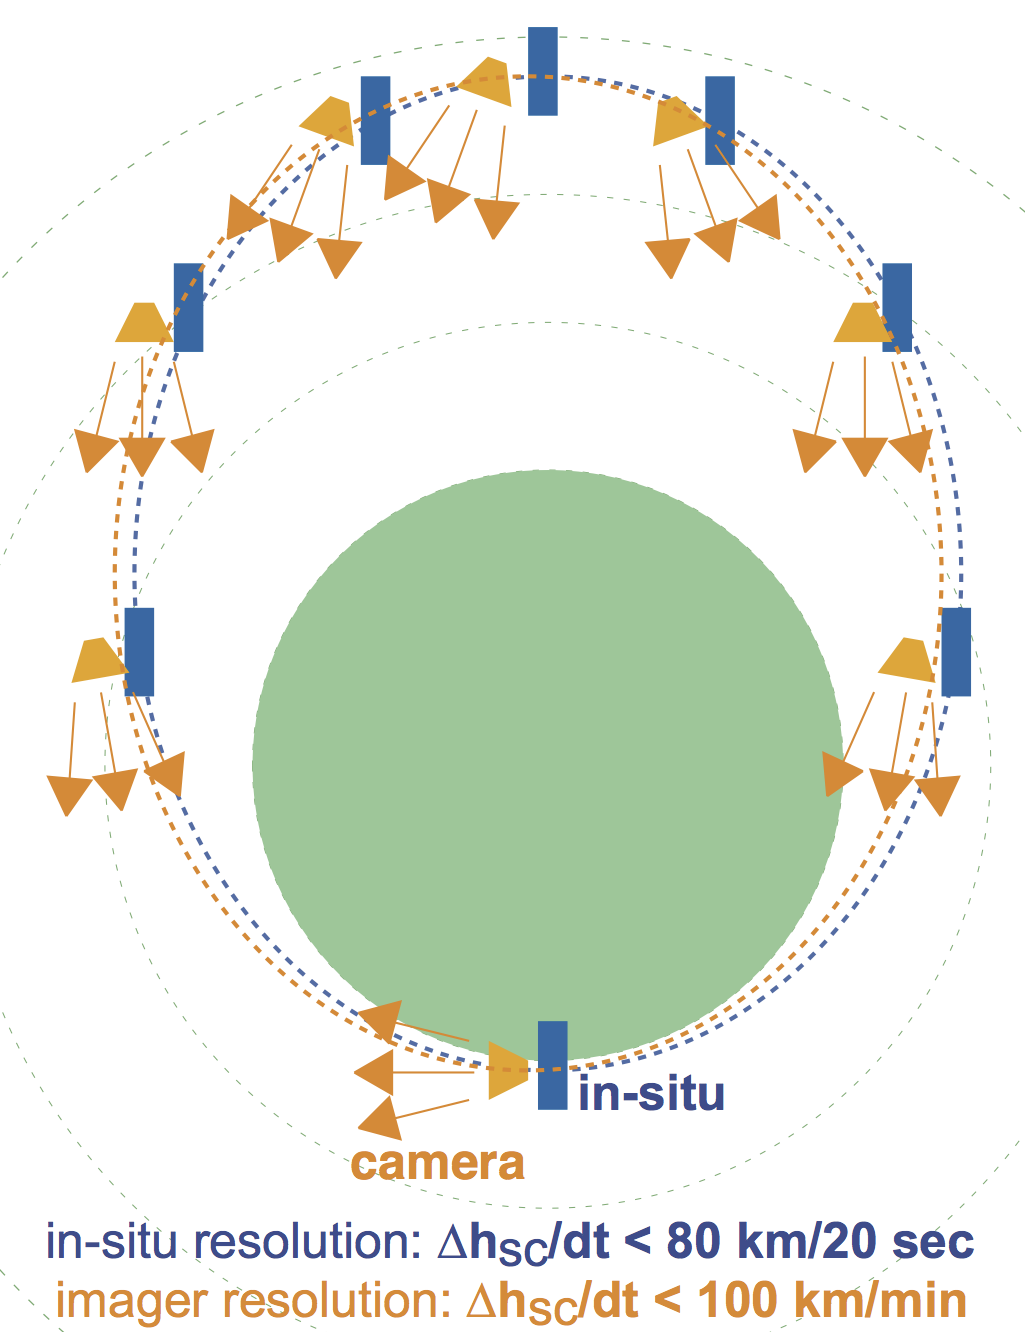 in-situ
camera
in-situ resolution: Δhsc/dt < 80 km/20 sec
imager resolution: Δhsc/dt < 100 km/min